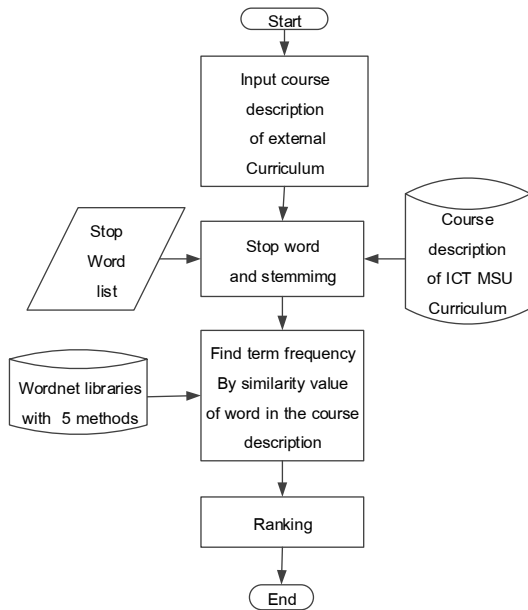 Start
Input course
description
of external
Curriculum
Stop
Word
list
Stop word
and stemmimg
Course
description
of ICT MSU
Curriculum
Wordnet libraries
with 5 methods
Find term frequency
By similarity value
of word in the course
description
Ranking
End